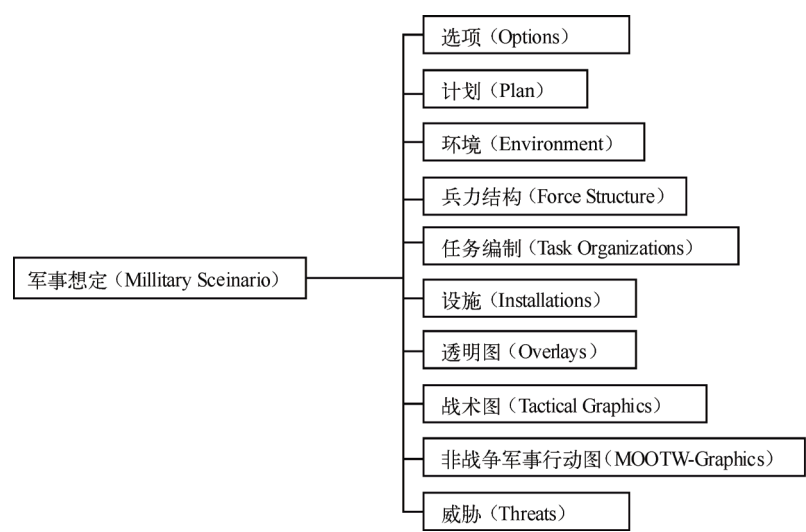 选项（Options）
计划（Plan）
环境（Environment）
兵力结构（Force Structure）
任务编制（Task Organizations）
军事想定（Millitary Sceinario）
设施（Installations）
透明图（Overlays）
战术图（Tactical Graphics）
非战争军事行动图（MOOTW-Graphics）
威胁（Threats）